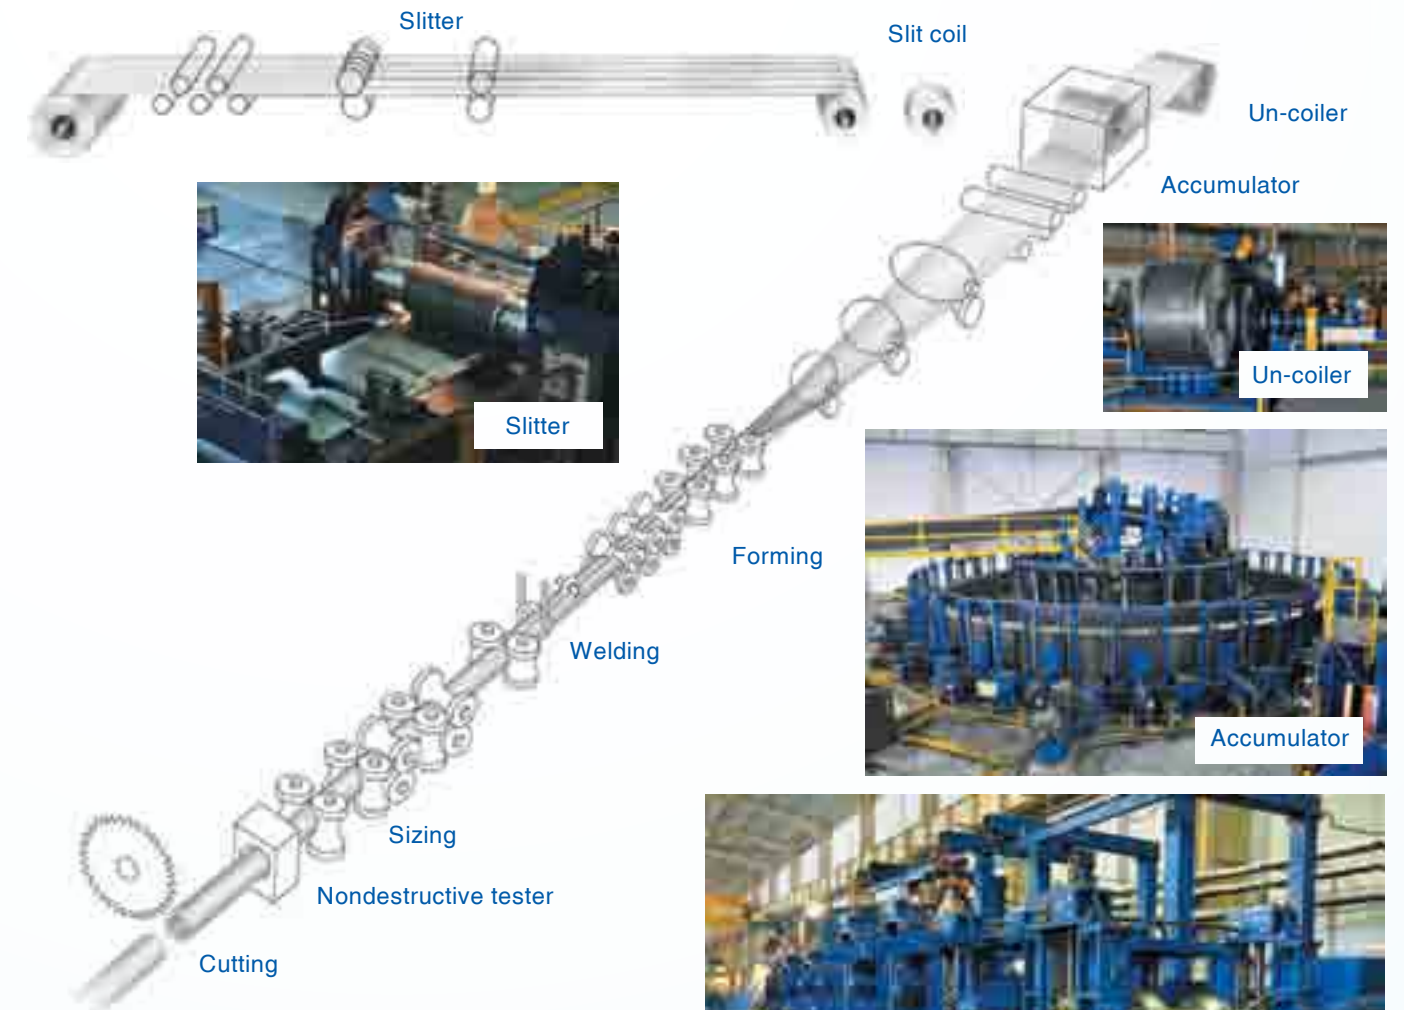 Slitter
Slit coil
Un-coiler
Accumulator
Un-coiler
Slitter
Forming
Welding
Accumulator
Sizing
Nondestructive tester
Cutting